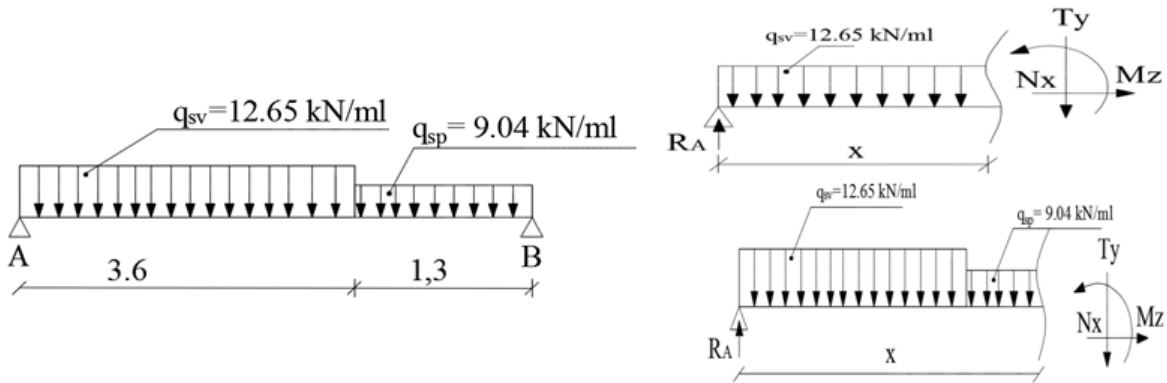 qsv=12.65 kN/ml
qsp= 9.04 kN/ml
A
B
3.6
1,3
qsv=12.65 kN/ml
Ty
Nx
Mz
RA
x
qsv=12.65 kN/ml
qsp= 9.04 kN/ml
Ty
Nx
Mz
RA
x